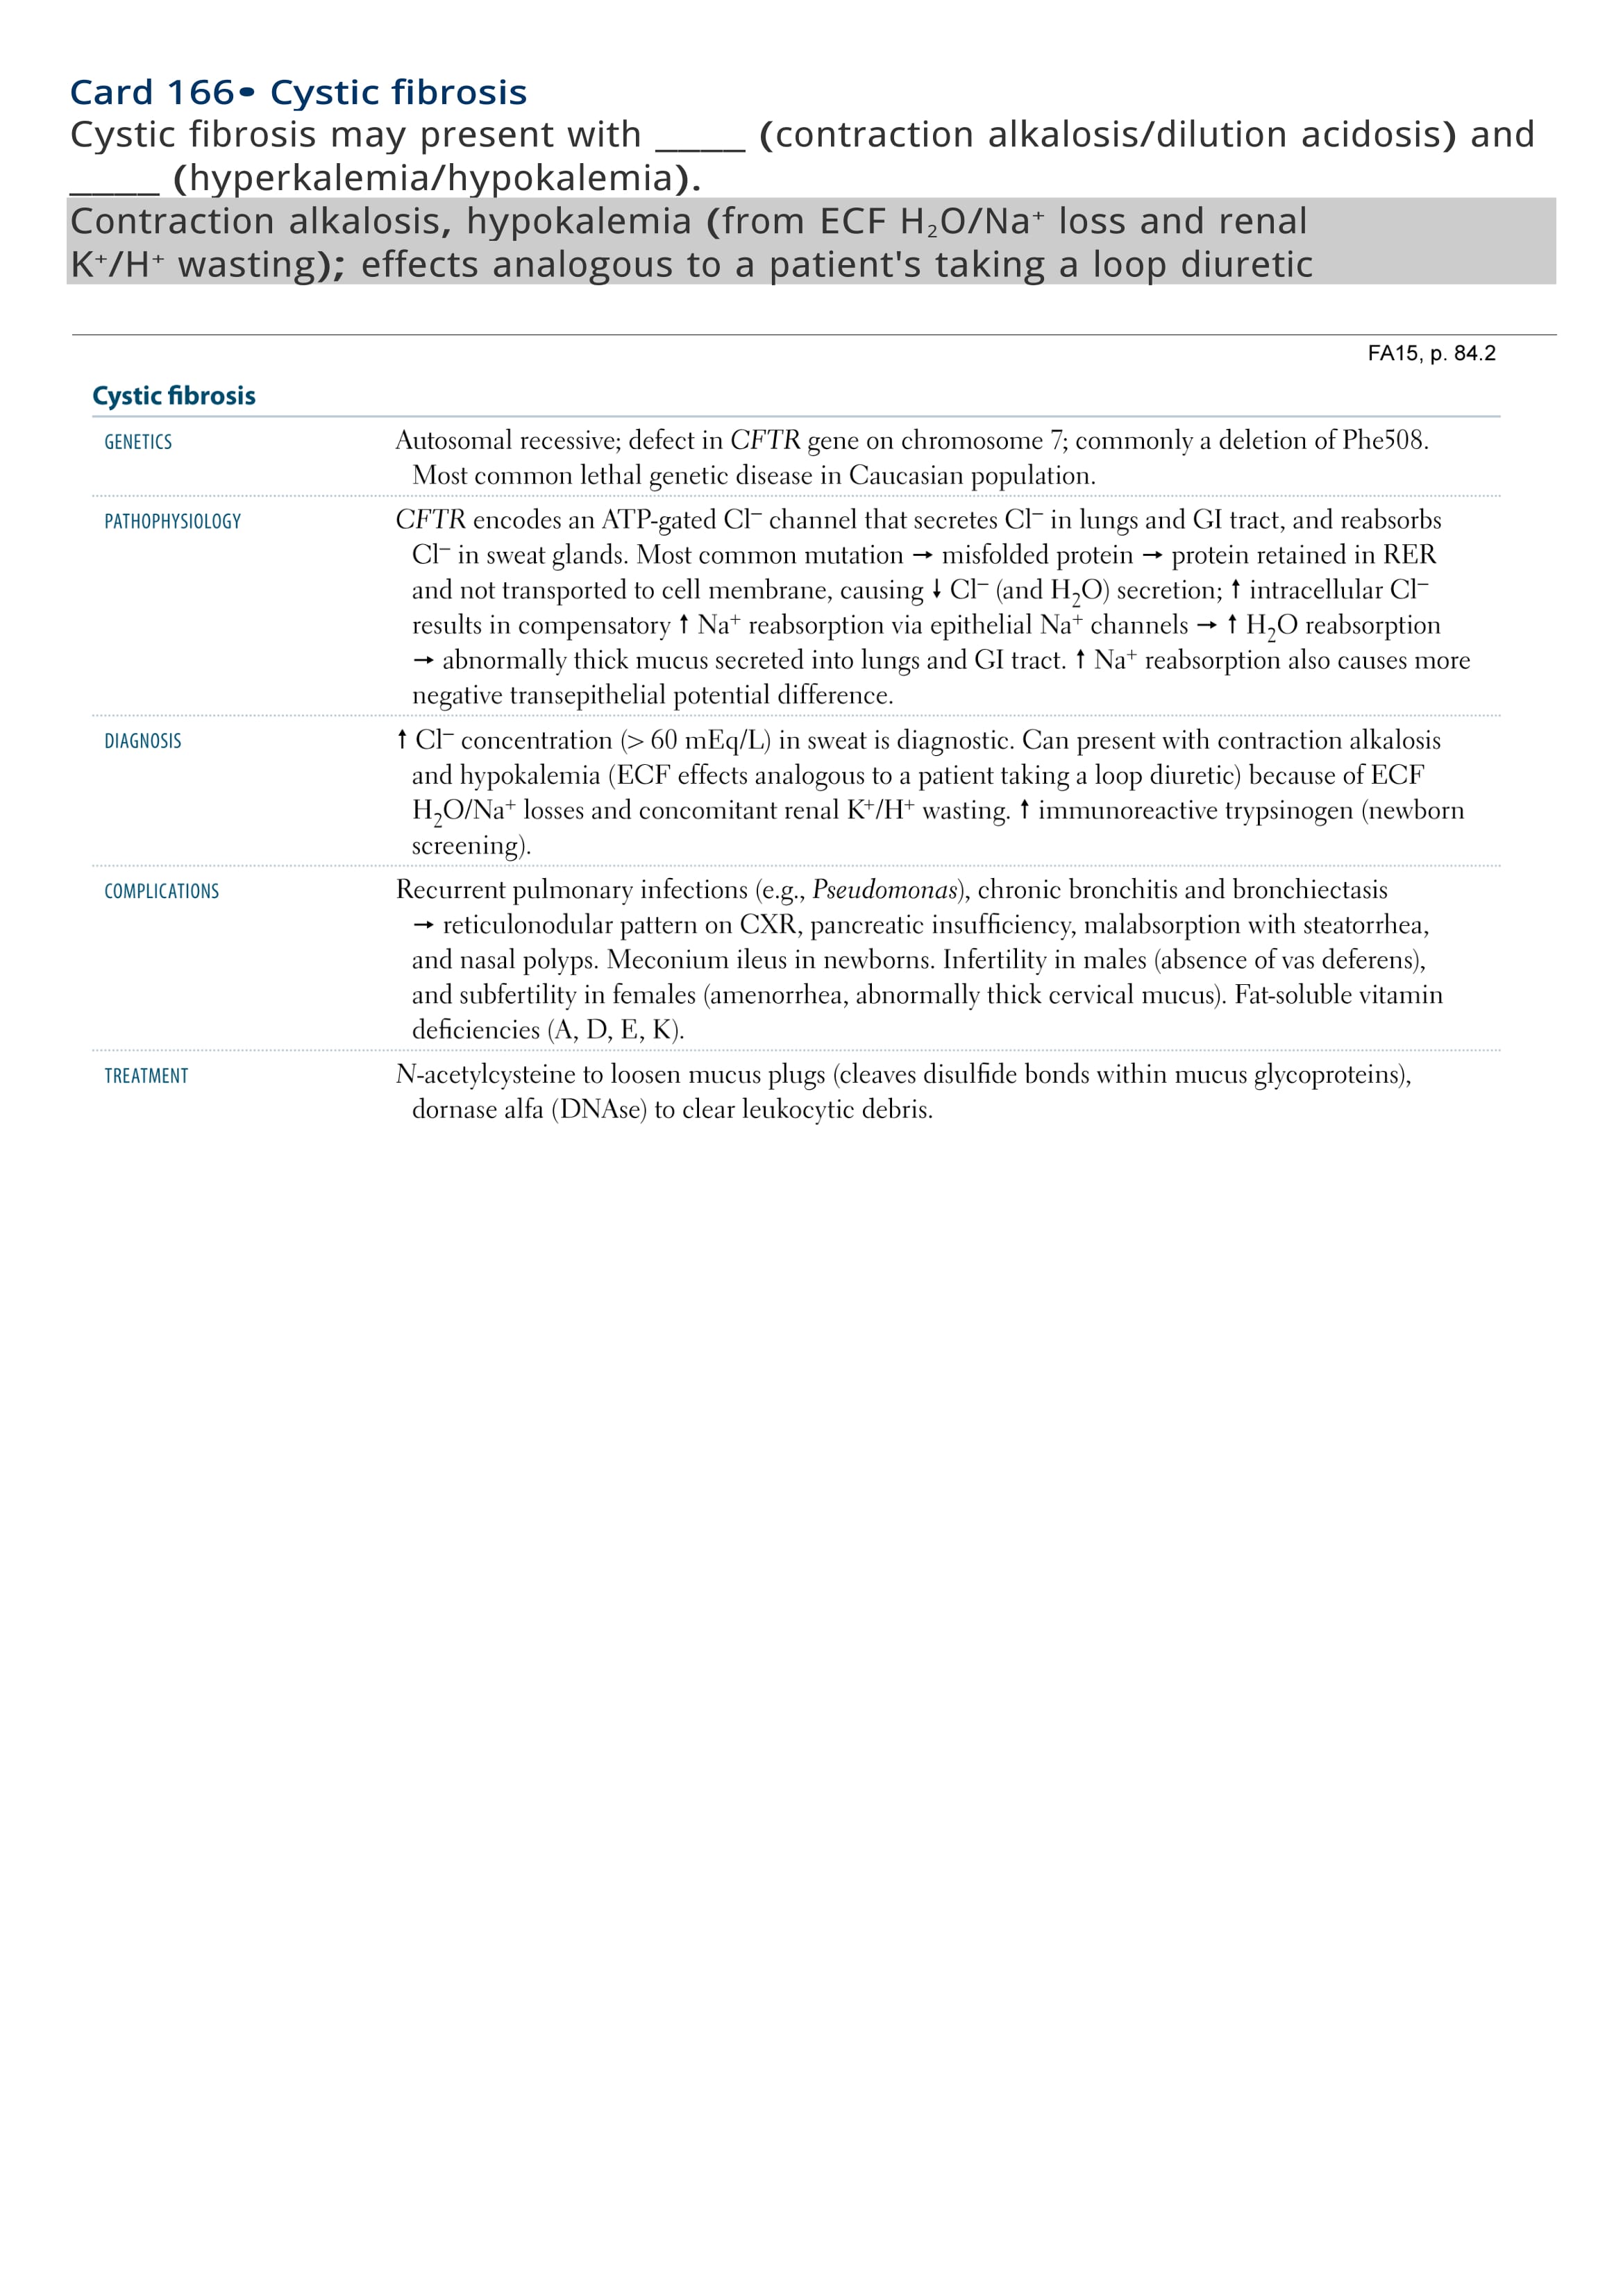 Card 166• Cystic fibrosis
Cystic fibrosis may present with ____ (contraction alkalosis/dilution acidosis) and
____ (hyperkalemia/hypokalemia).
Contraction alkalosis, hypokalemia (from ECF H₂O/Na⁺ loss and renal
K⁺/H⁺ wasting); effects analogous to a patient's taking a loop diuretic
FA15, p. 84.2
Cystic fibrosis
GENETICS
Autosomal recessive; defect in CFTR gene on chromosome 7; commonly a deletion of Phe508.
Most common lethal genetic disease in Caucasian population.
PATHOPHYSIOLOGY
CFTR encodes an ATP-gated Cl⁻ channel that secretes Cl⁻ in lungs and GI tract, and reabsorbs
Cl⁻ in sweat glands. Most common mutation → misfolded protein → protein retained in RER
and not transported to cell membrane, causing ↓ Cl⁻ (and H₂O) secretion; ↑ intracellular Cl⁻
results in compensatory ↑ Na⁺ reabsorption via epithelial Na⁺ channels → ↑ H₂O reabsorption
→ abnormally thick mucus secreted into lungs and GI tract. ↑ Na⁺ reabsorption also causes more
negative transepithelial potential difference.
DIAGNOSIS
↑ Cl⁻ concentration (> 60 mEq/L) in sweat is diagnostic. Can present with contraction alkalosis
and hypokalemia (ECF effects analogous to a patient taking a loop diuretic) because of ECF
H₂O/Na⁺ losses and concomitant renal K⁺/H⁺ wasting. ↑ immunoreactive trypsinogen (newborn
screening).
COMPLICATIONS
Recurrent pulmonary infections (e.g., Pseudomonas), chronic bronchitis and bronchiectasis
→ reticulonodular pattern on CXR, pancreatic insufficiency, malabsorption with steatorrhea,
and nasal polyps. Meconium ileus in newborns. Infertility in males (absence of vas deferens),
and subfertility in females (amenorrhea, abnormally thick cervical mucus). Fat-soluble vitamin
deficiencies (A, D, E, K).
TREATMENT
N-acetylcysteine to loosen mucus plugs (cleaves disulfide bonds within mucus glycoproteins),
dornase alfa (DNAse) to clear leukocytic debris.